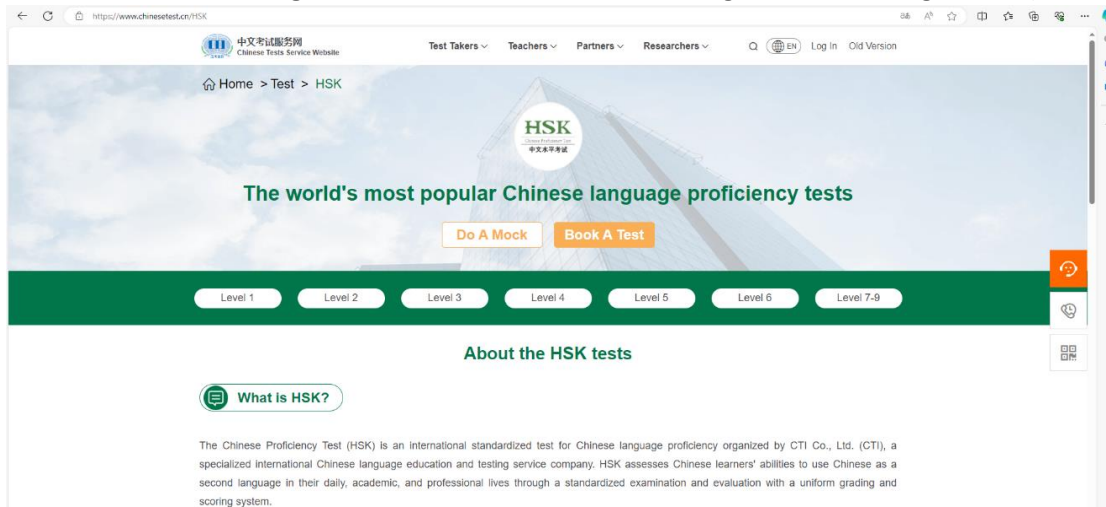 https://www.chinesetest.cn/HSK
中文考试服务网
Chinese Tests Service Website
Test Takers
Teachers
Partners
Researchers
EN
Log In
Old Version
Home > Test > HSK
HSK
中文水平考试
The world's most popular Chinese language proficiency tests
Do A Mock
Book A Test
Level 1
Level 2
Level 3
Level 4
Level 5
Level 6
Level 7-9
About the HSK tests
What is HSK?
The Chinese Proficiency Test (HSK) is an international standardized test for Chinese language proficiency organized by CTI Co., Ltd. (CTI), a
specialized international Chinese language education and testing service company. HSK assesses Chinese learners' abilities to use Chinese as a
second language in their daily, academic, and professional lives through a standardized examination and evaluation with a uniform grading and
scoring system.